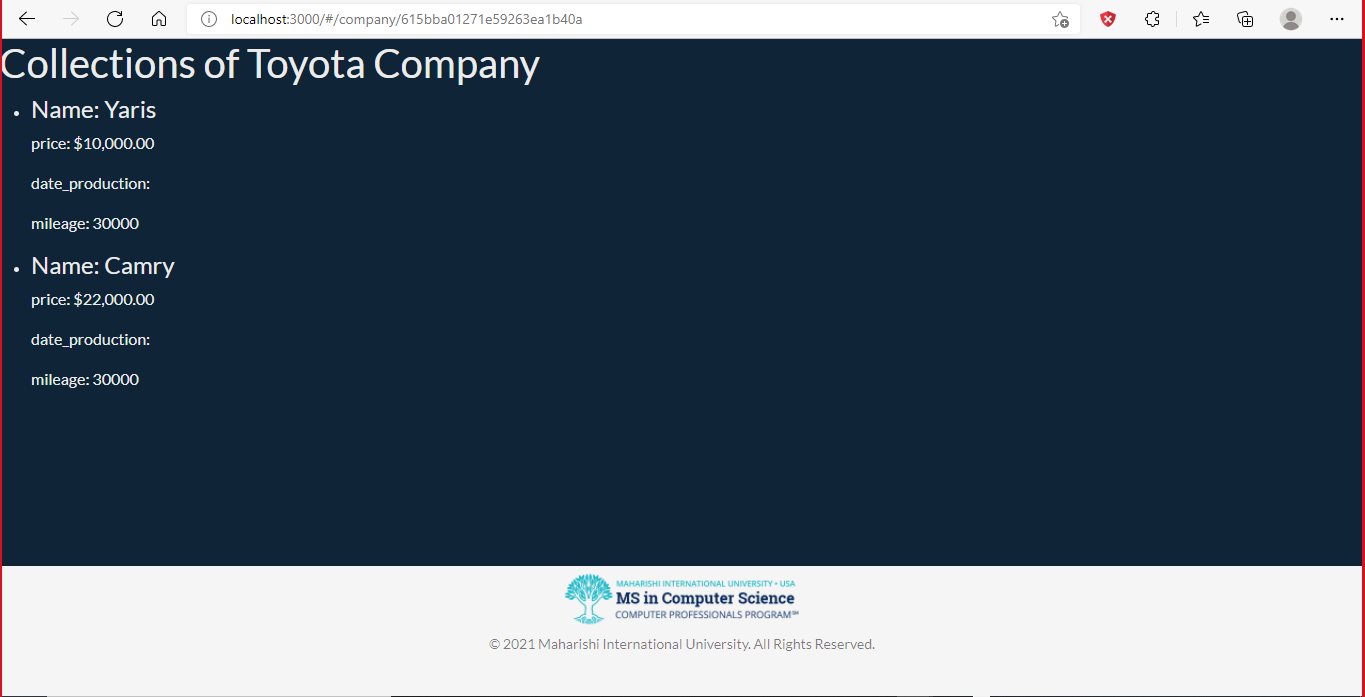 localhost:3000/#/company/615bba01271e59263ea1b40a
Collections of Toyota Company
Name: Yaris
price: $10,000.00
date_production:
mileage: 30000
Name: Camry
price: $22,000.00
date_production:
mileage: 30000
MAHARISHI INTERNATIONAL UNIVERSITY • USA
MS in Computer Science
COMPUTER PROFESSIONALS PROGRAM℠
© 2021 Maharishi International University. All Rights Reserved.